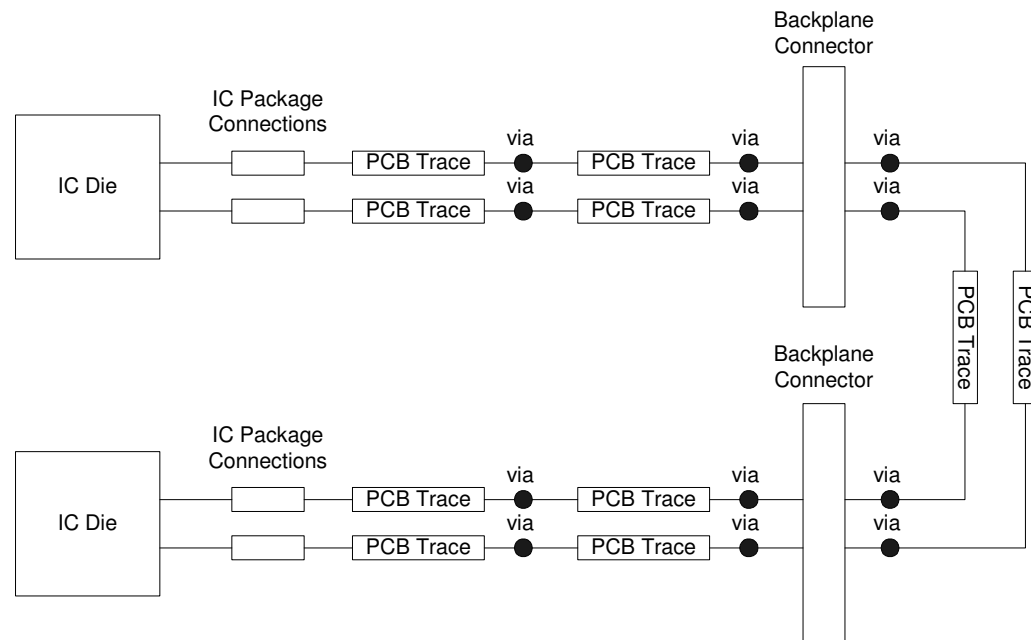 Backplane
Connector
IC Package
Connections
IC Die
PCB Trace
via
PCB Trace
via
via
PCB Trace
via
PCB Trace
via
via
PCB Trace
PCB Trace
Backplane
Connector
IC Package
Connections
IC Die
PCB Trace
via
PCB Trace
via
via
PCB Trace
via
PCB Trace
via
via